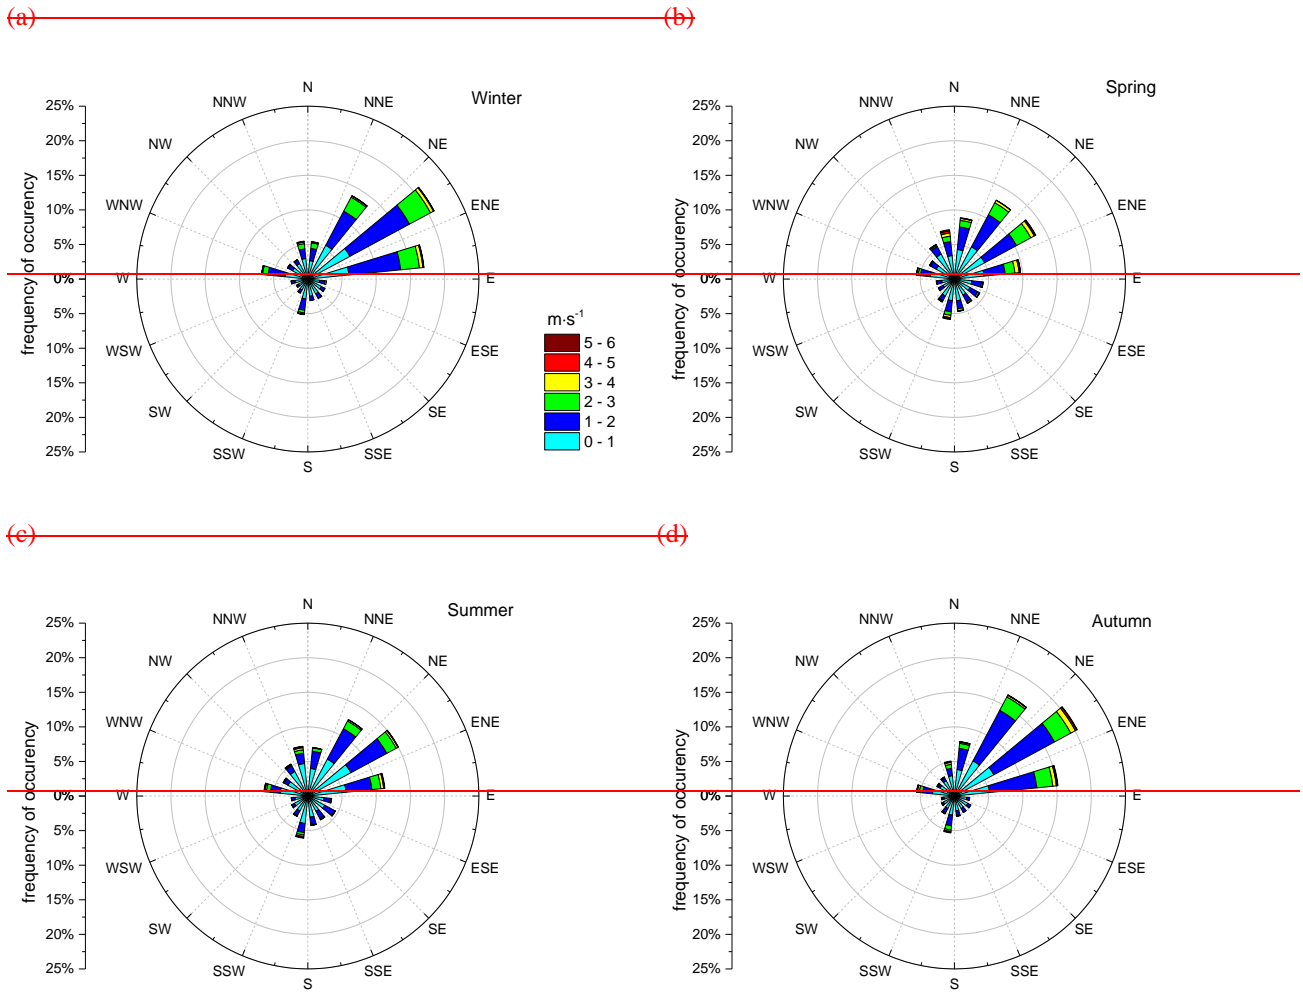 (a)
(b)
Winter
Spring
N
NNE
NE
ENE
E
ESE
SE
SSE
S
SSW
SW
WSW
W
WNW
NW
NNW
25%
20%
15%
10%
5%
0%
5%
10%
15%
20%
25%
frequency of occurency
m·s-1
5 - 6
4 - 5
3 - 4
2 - 3
1 - 2
0 - 1
N
NNE
NE
ENE
E
ESE
SE
SSE
S
SSW
SW
WSW
W
WNW
NW
NNW
25%
20%
15%
10%
5%
0%
5%
10%
15%
20%
25%
frequency of occurency
(c)
(d)
Summer
Autumn
N
NNE
NE
ENE
E
ESE
SE
SSE
S
SSW
SW
WSW
W
WNW
NW
NNW
25%
20%
15%
10%
5%
0%
5%
10%
15%
20%
25%
frequency of occurency
N
NNE
NE
ENE
E
ESE
SE
SSE
S
SSW
SW
WSW
W
WNW
NW
NNW
25%
20%
15%
10%
5%
0%
5%
10%
15%
20%
25%
frequency of occurency